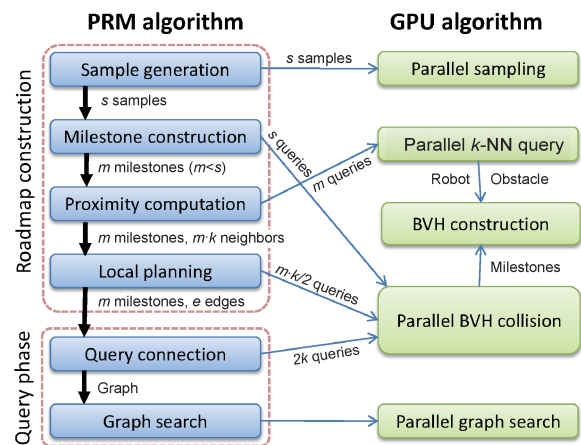 PRM algorithm
GPU algorithm
Roadmap construction
Sample generation
s samples
Parallel sampling
s samples
Milestone construction
s queries
Parallel k-NN query
m milestones (m<s)
m queries
Robot
Obstacle
Proximity computation
BVH construction
m milestones, m·k neighbors
Local planning
m·k/2 queries
Milestones
m milestones, e edges
Parallel BVH collision
Query phase
Query connection
2k queries
Graph
Graph search
Parallel graph search